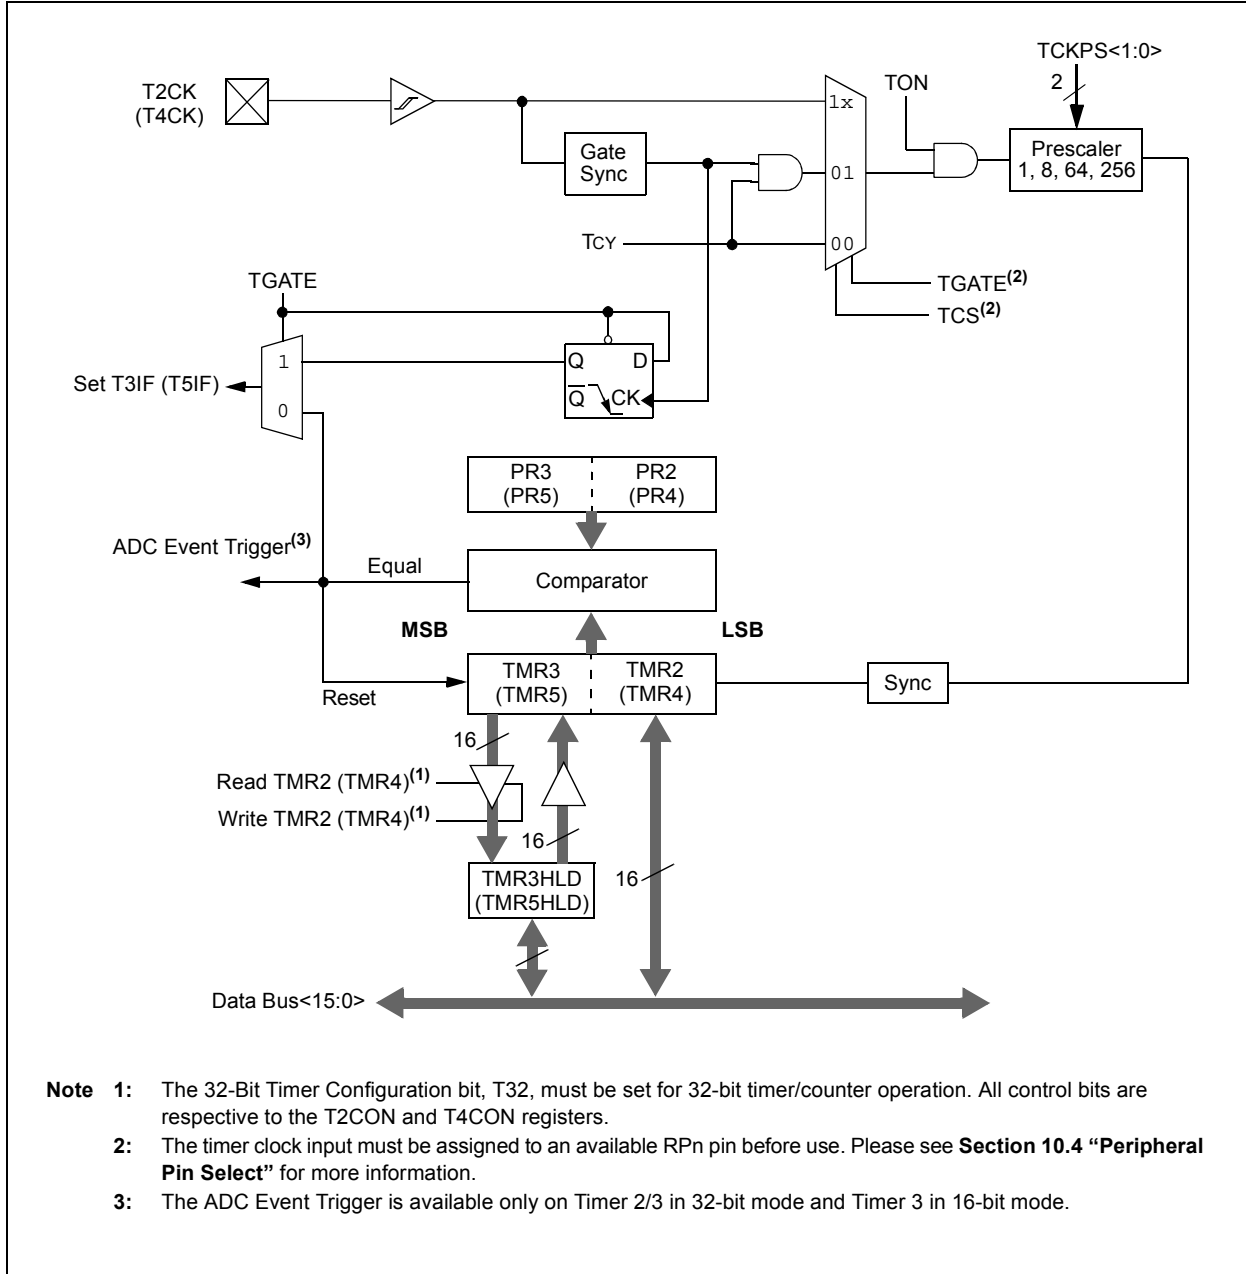 TCKPS<1:0>
2
TON
T2CK
(T4CK)
1x
Gate
Sync
Prescaler
1, 8, 64, 256
01
TCY
00
TGATE
TGATE(2)
TCS(2)
1
Q D
Set T3IF (T5IF)
Q CK
0
PR3
(PR5)
PR2
(PR4)
ADC Event Trigger(3)
Equal
Comparator
MSB
LSB
TMR3
(TMR5)
TMR2
(TMR4)
Sync
Reset
16
Read TMR2 (TMR4)(1)
Write TMR2 (TMR4)(1)
16
TMR3HLD
(TMR5HLD)
16
Data Bus<15:0>
Note 1: The 32-Bit Timer Configuration bit, T32, must be set for 32-bit timer/counter operation. All control bits are
respective to the T2CON and T4CON registers.
2: The timer clock input must be assigned to an available RPn pin before use. Please see Section 10.4 “Peripheral
Pin Select” for more information.
3: The ADC Event Trigger is available only on Timer 2/3 in 32-bit mode and Timer 3 in 16-bit mode.